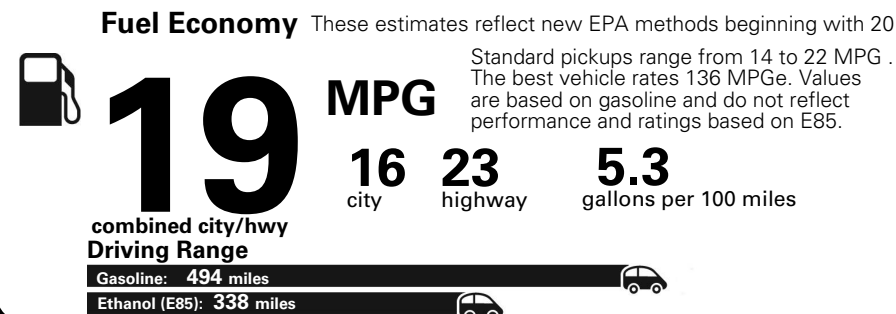 Fuel Economy These estimates reflect new EPA methods beginning with 20
Standard pickups range from 14 to 22 MPG .
The best vehicle rates 136 MPGe. Values
are based on gasoline and do not reflect
performance and ratings based on E85.
19 MPG
16 23 5.3
city highway gallons per 100 miles
combined city/hwy
Driving Range
Gasoline: 494 miles
Ethanol (E85): 338 miles